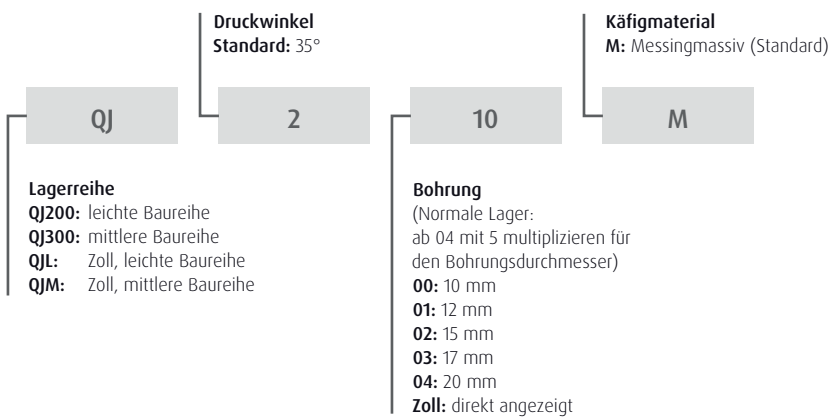 Druckwinkel
Standard: 35°
Käfigmaterial
M: Messingmassiv (Standard)
QJ
2
10
M
Lagerreihe
QJ200: leichte Baureihe
QJ300: mittlere Baureihe
QJL: Zoll, leichte Baureihe
QJM: Zoll, mittlere Baureihe
Bohrung
(Normale Lager:
ab 04 mit 5 multiplizieren für
den Bohrungsdurchmesser)
00: 10 mm
01: 12 mm
02: 15 mm
03: 17 mm
04: 20 mm
Zoll: direkt angezeigt